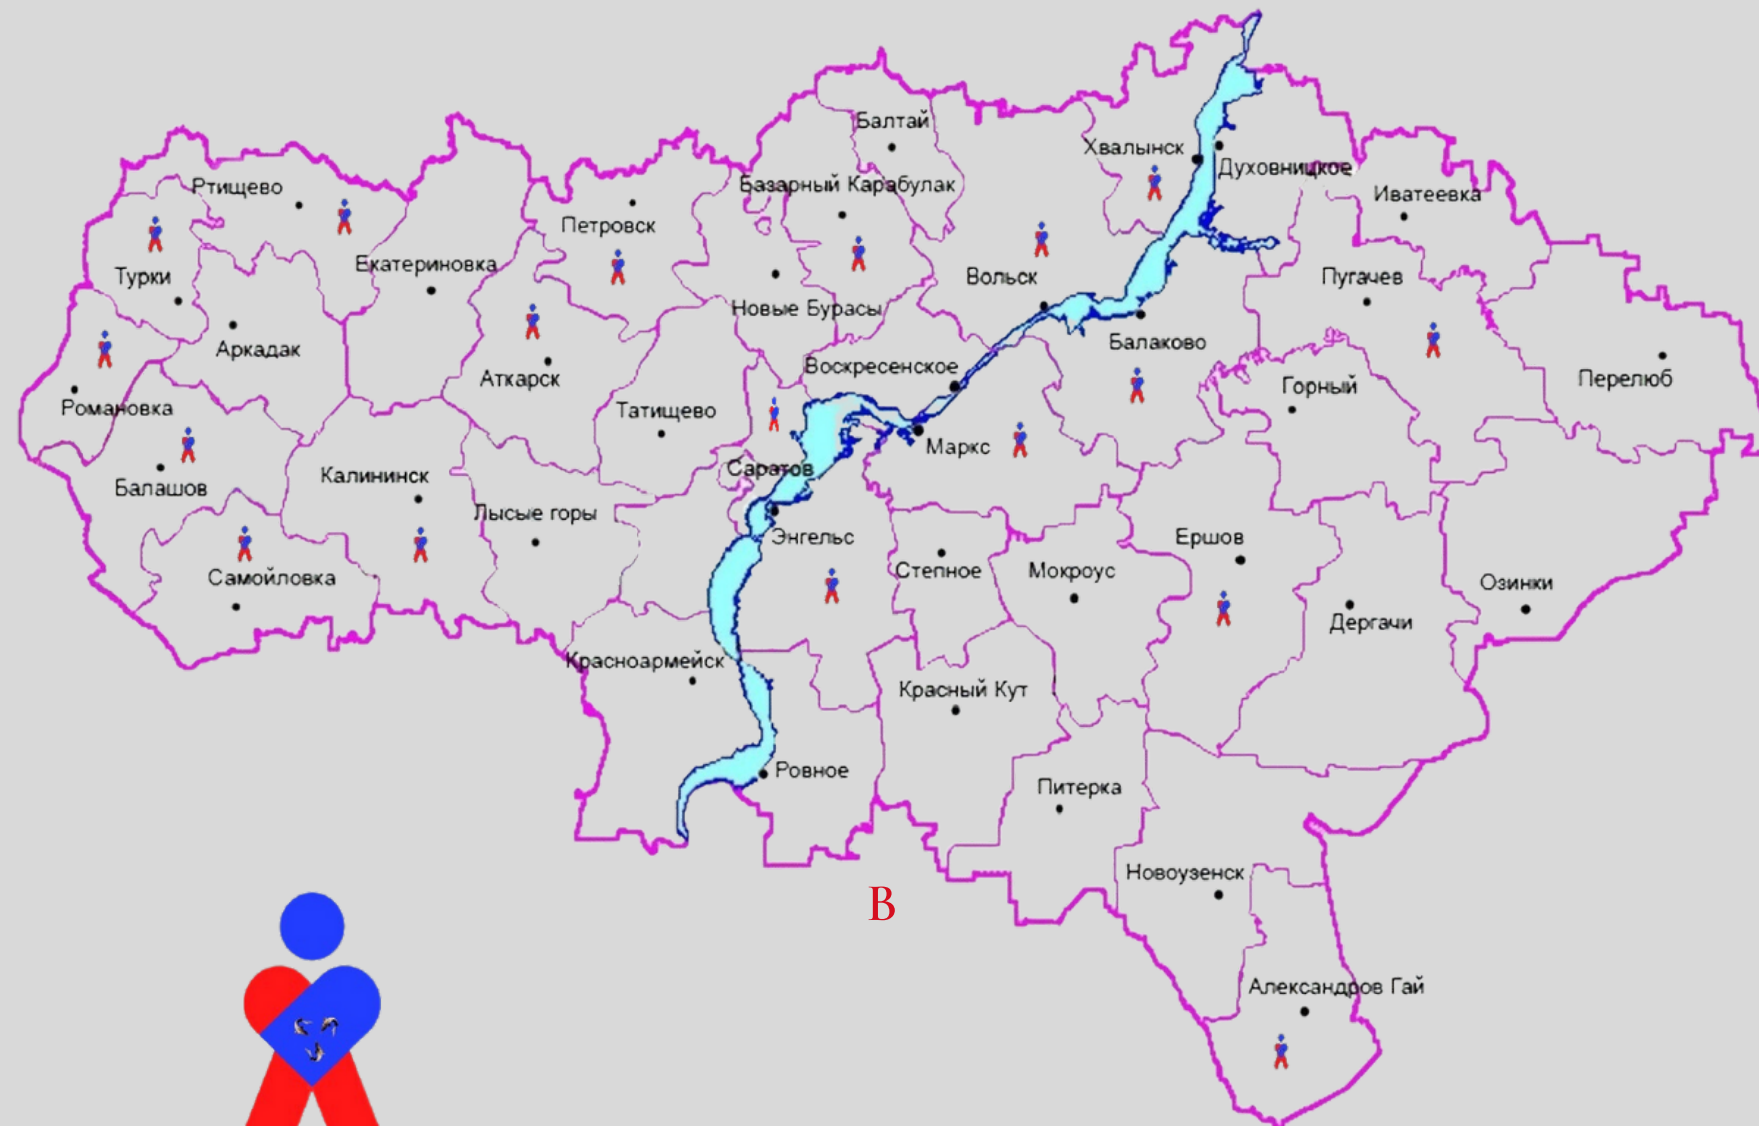 Балтай
Хвалынск
Духовницкое
Ртищево
Базарный Карабулак
Иватеевка
Петровск
Турки
Екатериновка
Вольск
Пугачев
Новые Бурасы
Аркадак
Балаково
Воскресенское
Аткарск
Горный
Перелюб
Романовка
Татищево
Маркс
Саратов
Калининск
Балашов
Лысые горы
Энгельс
Ершов
Самойловка
Степное
Мокроус
Озинки
Дергачи
Красноармейск
Красный Кут
Ровное
Питерка
Новоузенск
В
Александров Гай